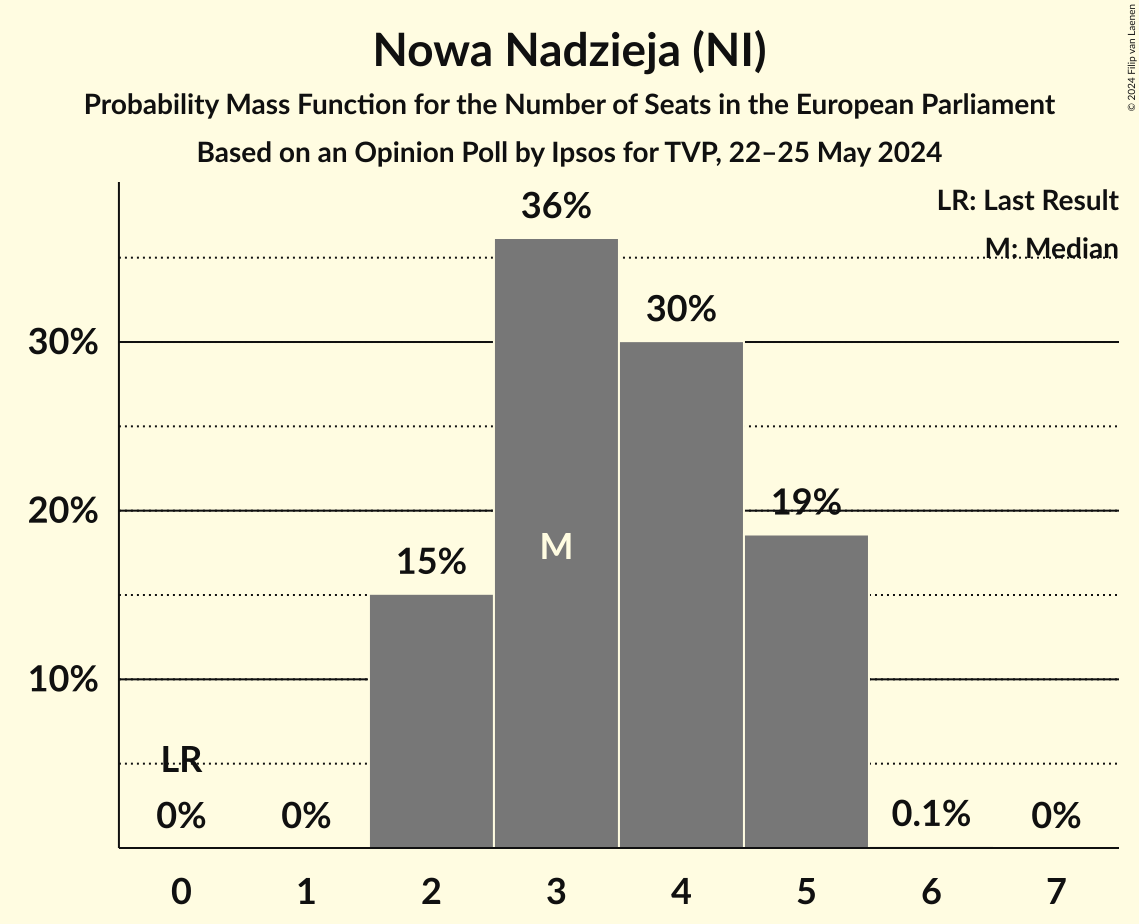 Nowa Nadzieja (NI)
Probability Mass Function for the Number of Seats in the European Parliament
Based on an Opinion Poll by Ipsos for TVP, 22–25 May 2024
© 2024 Filip van Laenen
LR: Last Result
M: Median
36%
30%
30%
20%
19%
M
15%
10%
LR
0%
0%
0.1%
0%
0 1 2 3 4 5 6 7